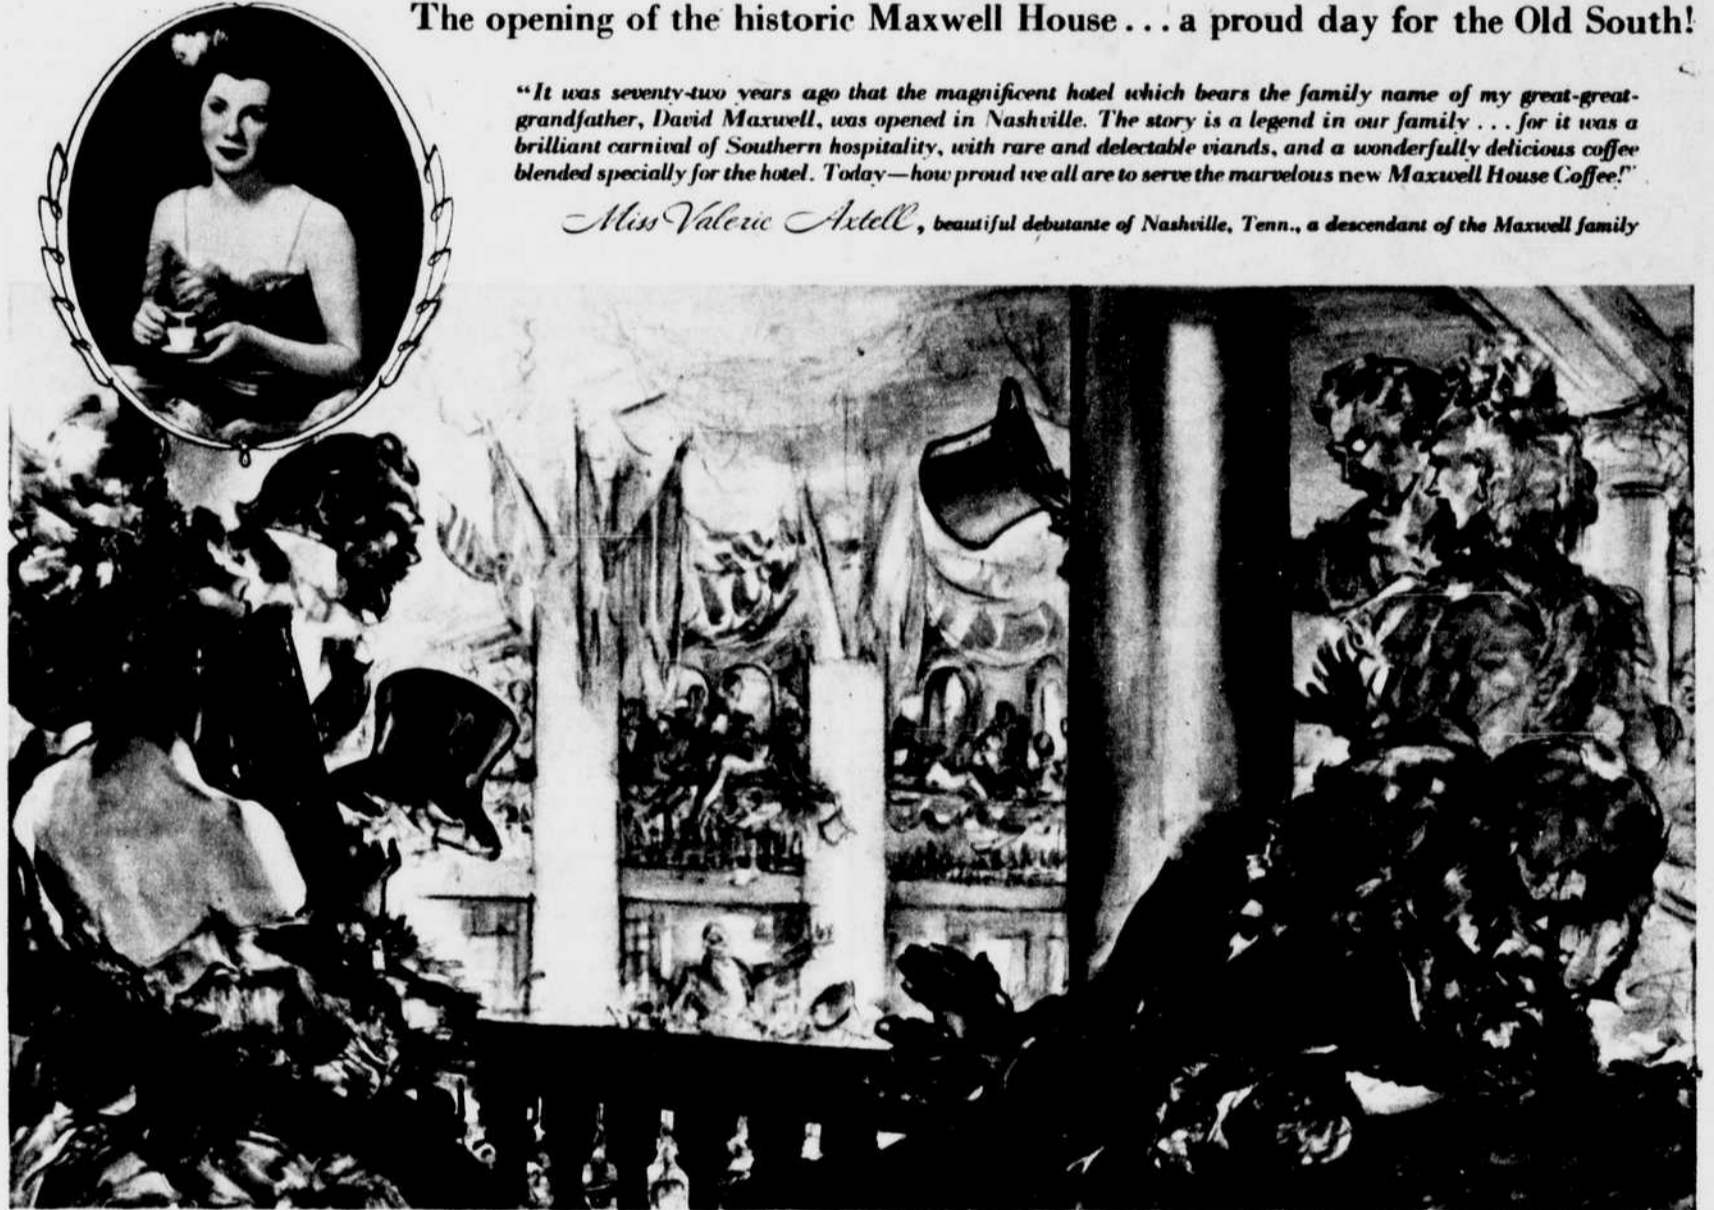 The opening of the historic Maxwell House...a proud day for the Old South!
“It was seventy-two years ago that the magnificent hotel which bears the family name of my great-great-
grandfather, David Maxwell, was opened in Nashville. The story is a legend in our family . . . for it was a
brilliant carnival of Southern hospitality, with rare and delectable viands, and a wonderfully delicious coffee
blended specially for the hotel. Today—how proud we all are to serve the marvelous new Maxwell House Coffee!”
Miss Valerie Axtell, beautiful debutante of Nashville, Tenn., a descendant of the Maxwell family